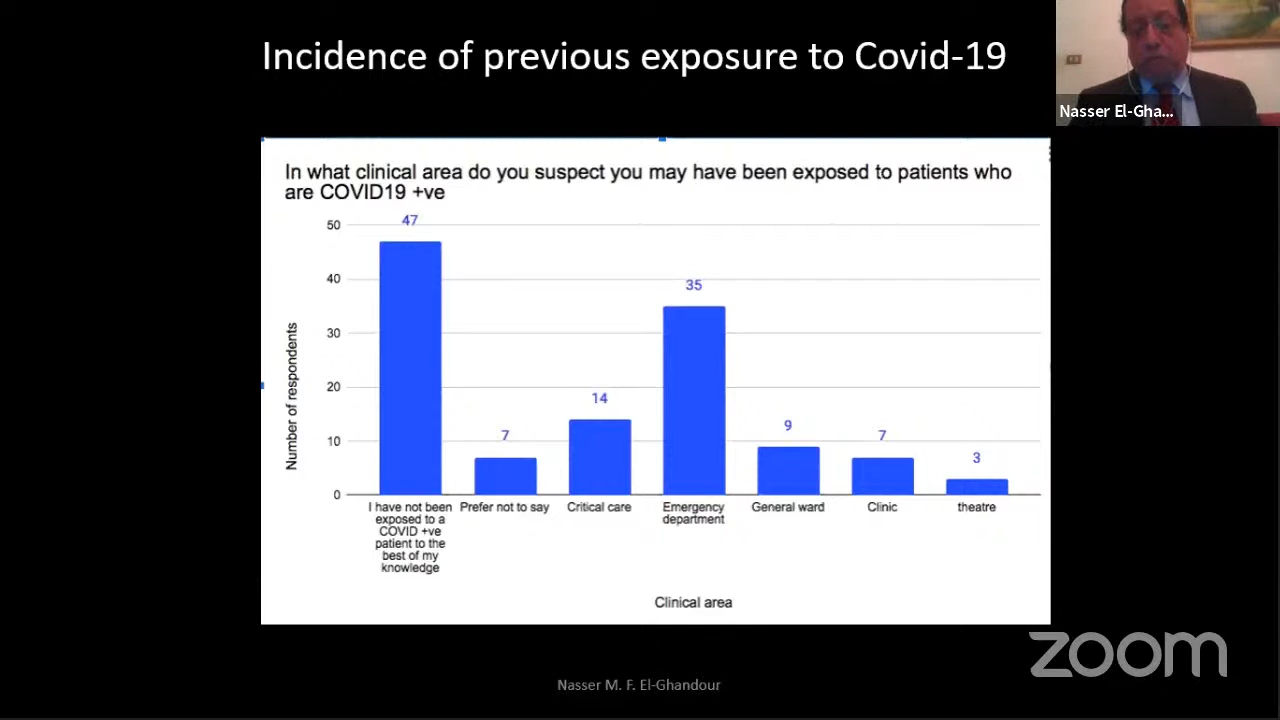 Incidence of previous exposure to Covid-19
Nasser El-Gha...
In what clinical area do you suspect you may have been exposed to patients who
are COVID19 +ve
Number of respondents
50
40
30
20
10
0
47
7
14
35
9
7
3
I have not been
exposed to a
COVID +ve
patient to the
best of my
knowledge
Prefer not to say
Critical care
Emergency
department
General ward
Clinic
theatre
Clinical area
zoom
Nasser M. F. El-Ghandour